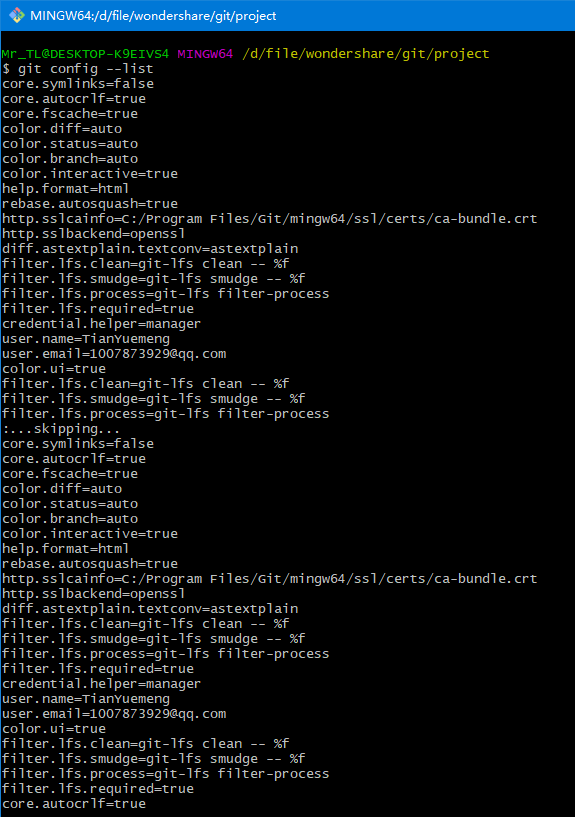 MINGW64:/d/file/wondershare/git/project
Mr_TL@DESKTOP-K9EIVS4 MINGW64 /d/file/wondershare/git/project
$ git config --list
core.symlinks=false
core.autocrlf=true
core.fscache=true
color.diff=auto
color.status=auto
color.branch=auto
color.interactive=true
help.format=html
rebase.autosquash=true
http.sslcainfo=C:/Program Files/Git/mingw64/ssl/certs/ca-bundle.crt
http.sslbackend=openssl
diff.astextplain.textconv=astextplain
filter.lfs.clean=git-lfs clean -- %f
filter.lfs.smudge=git-lfs smudge -- %f
filter.lfs.process=git-lfs filter-process
filter.lfs.required=true
credential.helper=manager
user.name=TianYuemeng
user.email=1007873929@qq.com
color.ui=true
filter.lfs.clean=git-lfs clean -- %f
filter.lfs.smudge=git-lfs smudge -- %f
filter.lfs.process=git-lfs filter-process
:...skipping...
core.symlinks=false
core.autocrlf=true
core.fscache=true
color.diff=auto
color.status=auto
color.branch=auto
color.interactive=true
help.format=html
rebase.autosquash=true
http.sslcainfo=C:/Program Files/Git/mingw64/ssl/certs/ca-bundle.crt
http.sslbackend=openssl
diff.astextplain.textconv=astextplain
filter.lfs.clean=git-lfs clean -- %f
filter.lfs.smudge=git-lfs smudge -- %f
filter.lfs.process=git-lfs filter-process
filter.lfs.required=true
credential.helper=manager
user.name=TianYuemeng
user.email=1007873929@qq.com
color.ui=true
filter.lfs.clean=git-lfs clean -- %f
filter.lfs.smudge=git-lfs smudge -- %f
filter.lfs.process=git-lfs filter-process
filter.lfs.required=true
core.autocrlf=true